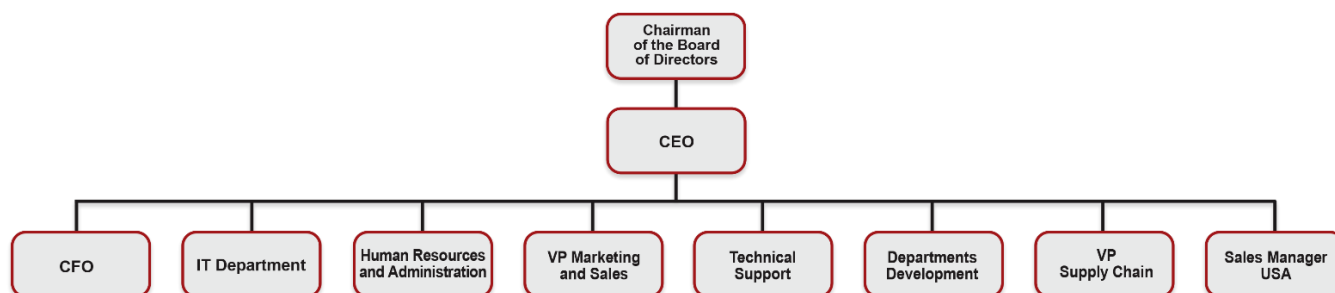 Chairman
of the Board
of Directors
CEO
CFO
IT Department
Human Resources
and Administration
VP Marketing
and Sales
Technical
Support
Departments
Development
VP
Supply Chain
Sales Manager
USA